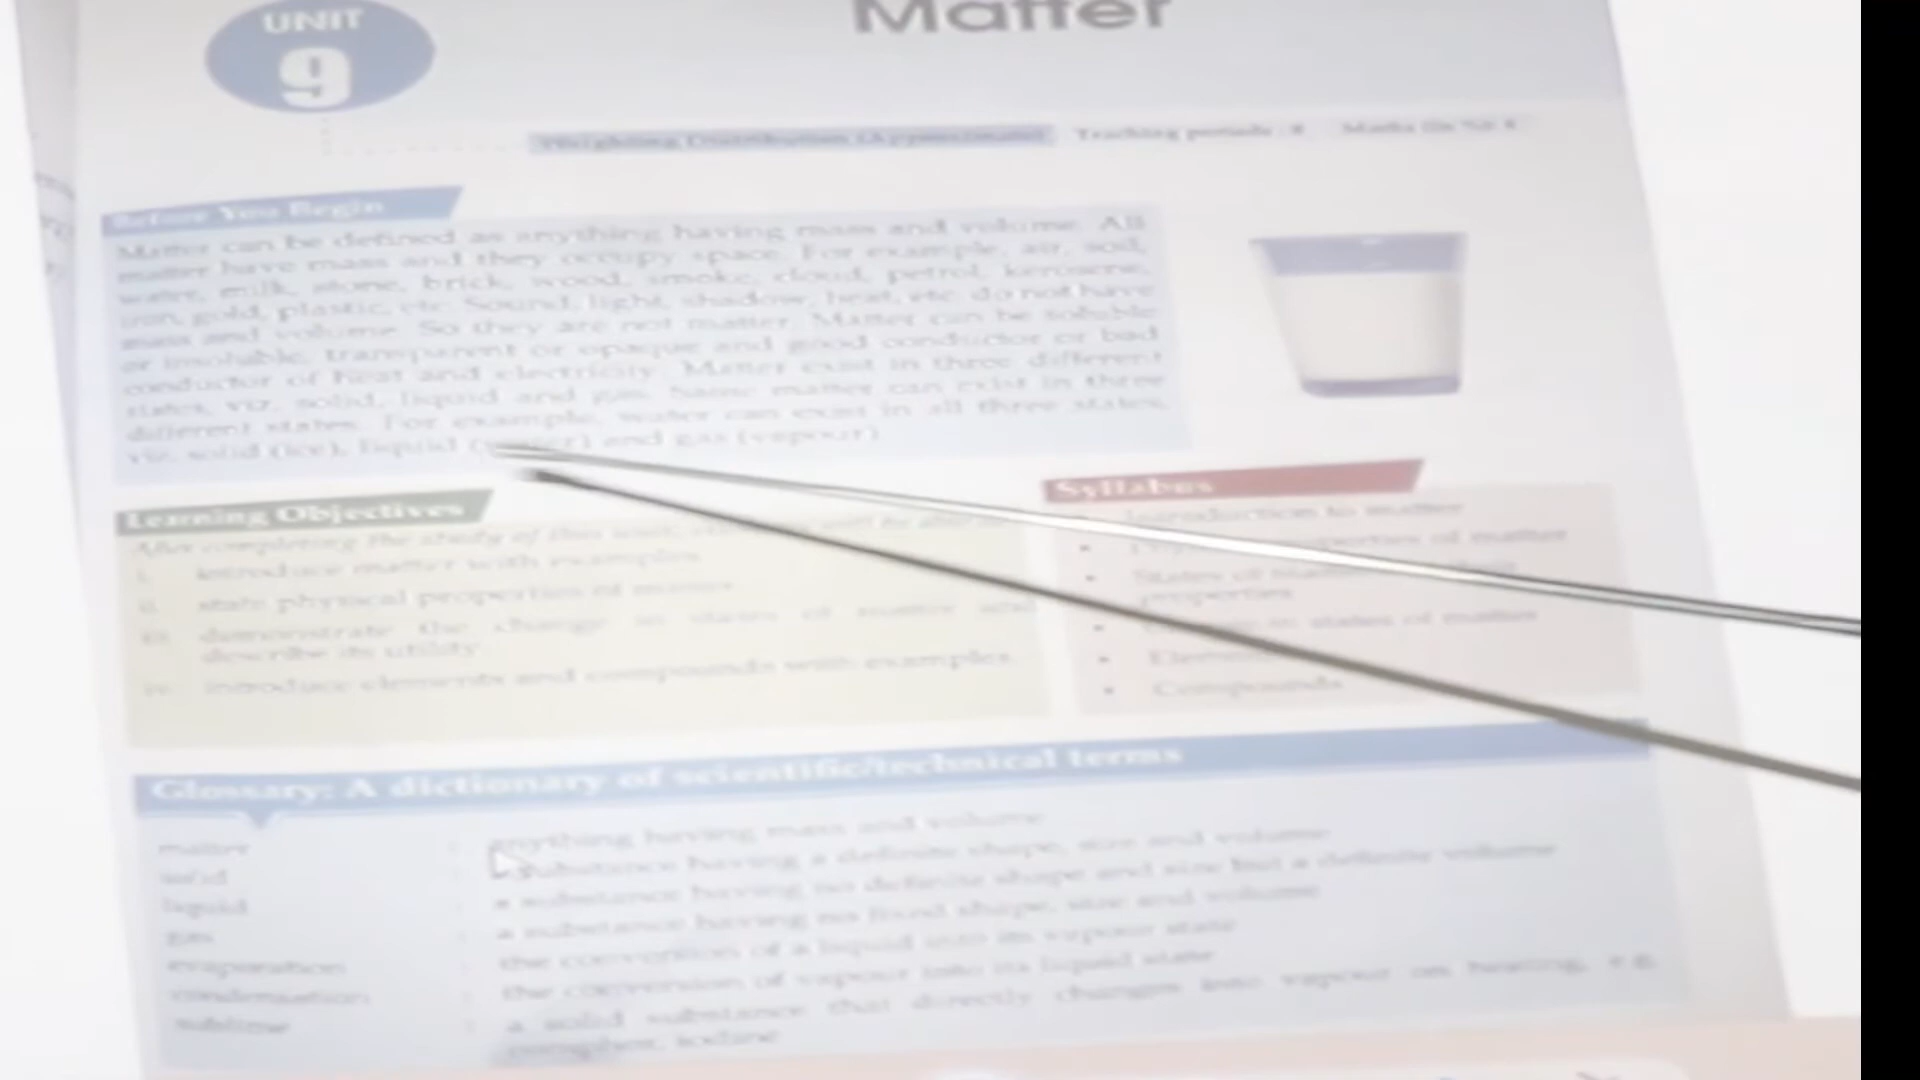 UNIT
9
Matter
Weighting Distribution (Approximate) Teaching periods : 8
Before You Begin
Matter can be defined as anything having mass and volume. All
matter have mass and they occupy space. For example, air, soil,
water, milk, stone, brick, wood, smoke, cloud, petrol, kerosene,
iron, gold, plastic, etc. Sound, light, shadow, heat, etc. do not have
mass and volume. So they are not matter. Matter can be soluble
or insoluble, transparent or opaque and good conductor or bad
conductor of heat and electricity. Matter exist in three different
states, viz. solid, liquid and gas. Same matter can exist in three
different states. For example, water can exist in all three states,
viz. solid (ice), liquid (water) and gas (vapour).
Learning Objectives
After completing the study of this unit, will be able to
i. introduce matter with examples.
ii. state physical properties of matter.
iii. demonstrate the change in states of matter and
describe its utility.
iv. introduce elements and compounds with examples.
Syllabus
Introduction to matter
• properties of matter
• States of
properties
• states of matter
•
• Compounds
Glossary: A dictionary of scientific/technical terms
matter : anything having mass and volume
solid : a substance having a definite shape, size and volume
liquid : a substance having no definite shape and size but a definite volume
gas : a substance having no fixed shape, size and volume
evaporation : the conversion of a liquid into its vapour state
condensation : the conversion of vapour into its liquid state
sublime : a solid substance that directly changes into vapour on heating, e.g.
camphor, iodine